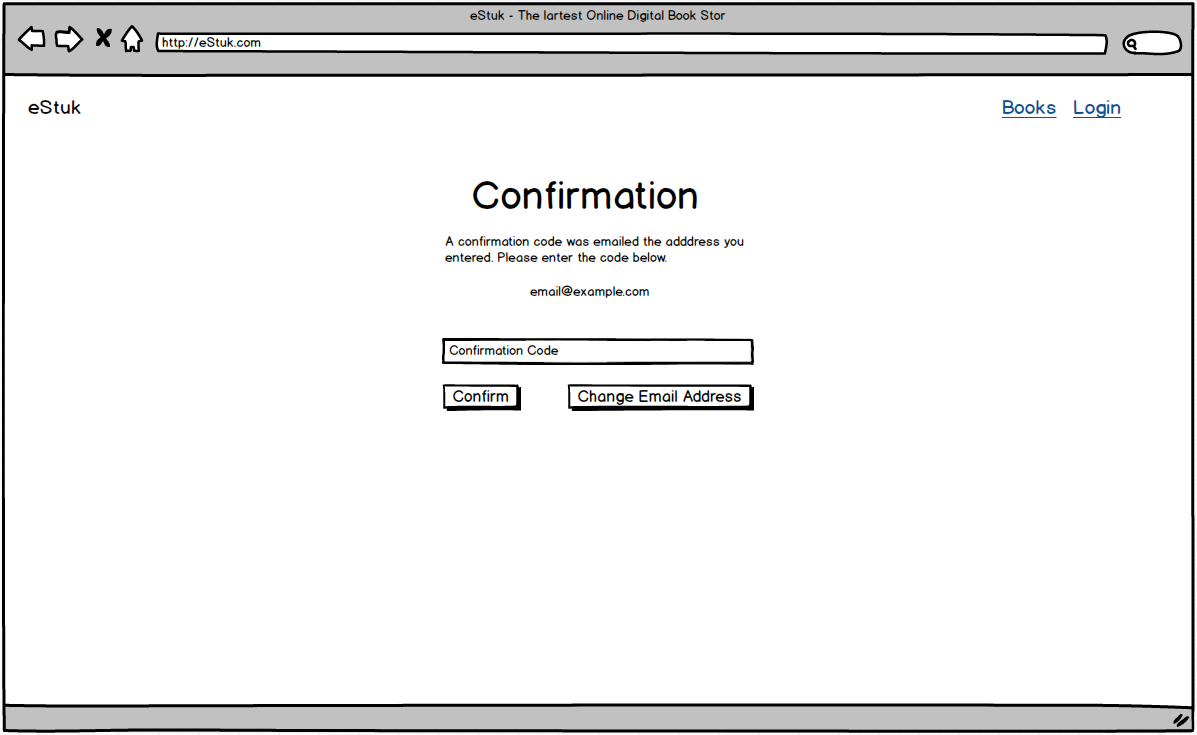 eStuk - The lartest Online Digital Book Stor
http://eStuk.com
eStuk
Books Login
Confirmation
A confirmation code was emailed the adddress you
entered. Please enter the code below.
email@example.com
Confirmation Code
Confirm Change Email Address